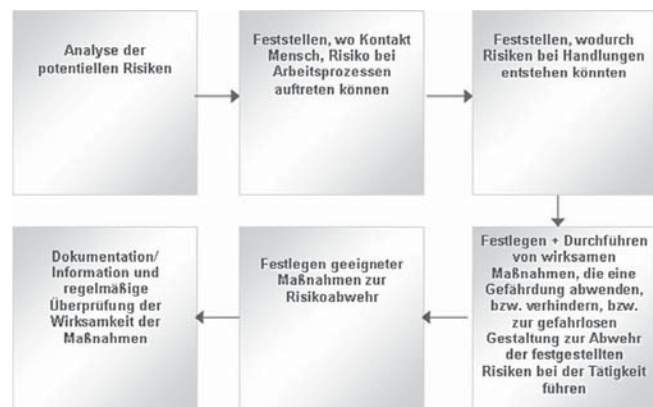 Analyse der
potentiellen Risiken
Feststellen, wo Kontakt
Mensch, Risiko bei
Arbeitsprozessen
auftreten können
Feststellen, wodurch
Risiken bei Handlungen
entstehen könnten
Festlegen + Durchführen
von wirksamen
Maßnahmen, die eine
Gefährdung abwenden,
bzw. verhindern, bzw.
zur gefahrlosen
Gestaltung zur Abwehr
der festgestellten
Risiken bei der Tätigkeit
führen
Festlegen geeigneter
Maßnahmen zur
Risikoabwehr
Dokumentation/
Information und
regelmäßige
Überprüfung der
Wirksamkeit der
Maßnahmen